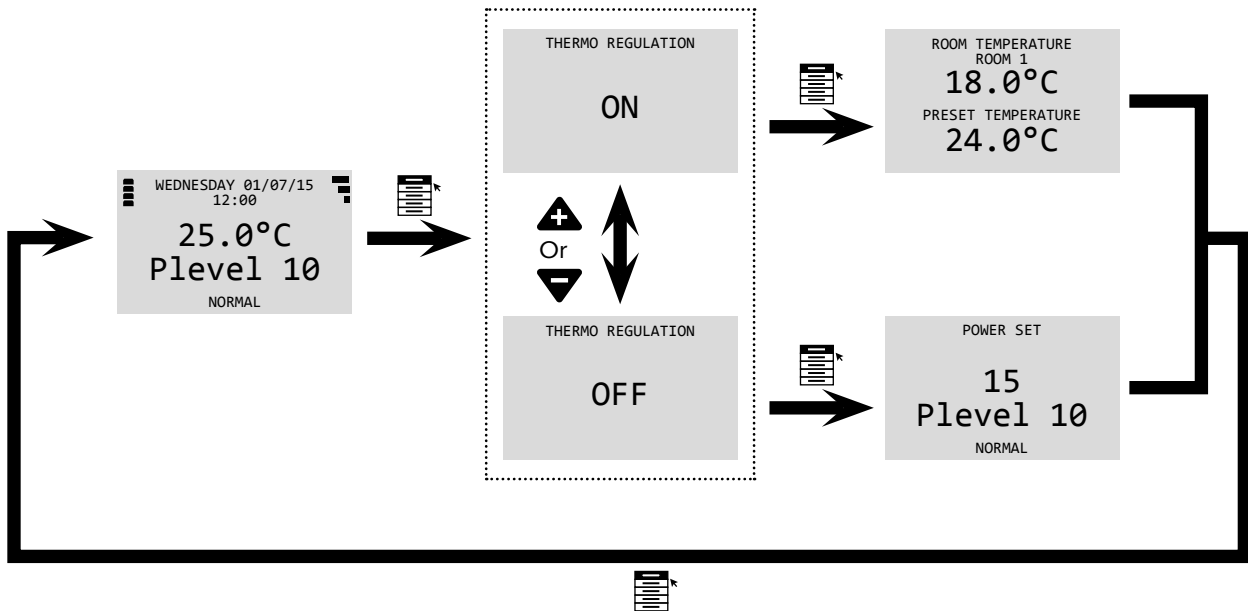 WEDNESDAY 01/07/15
12:00
25.0°C
Plevel 10
NORMAL
THERMO REGULATION
ON
+
Or
-
THERMO REGULATION
OFF
ROOM TEMPERATURE
ROOM 1
18.0°C
PRESET TEMPERATURE
24.0°C
POWER SET
15
Plevel 10
NORMAL